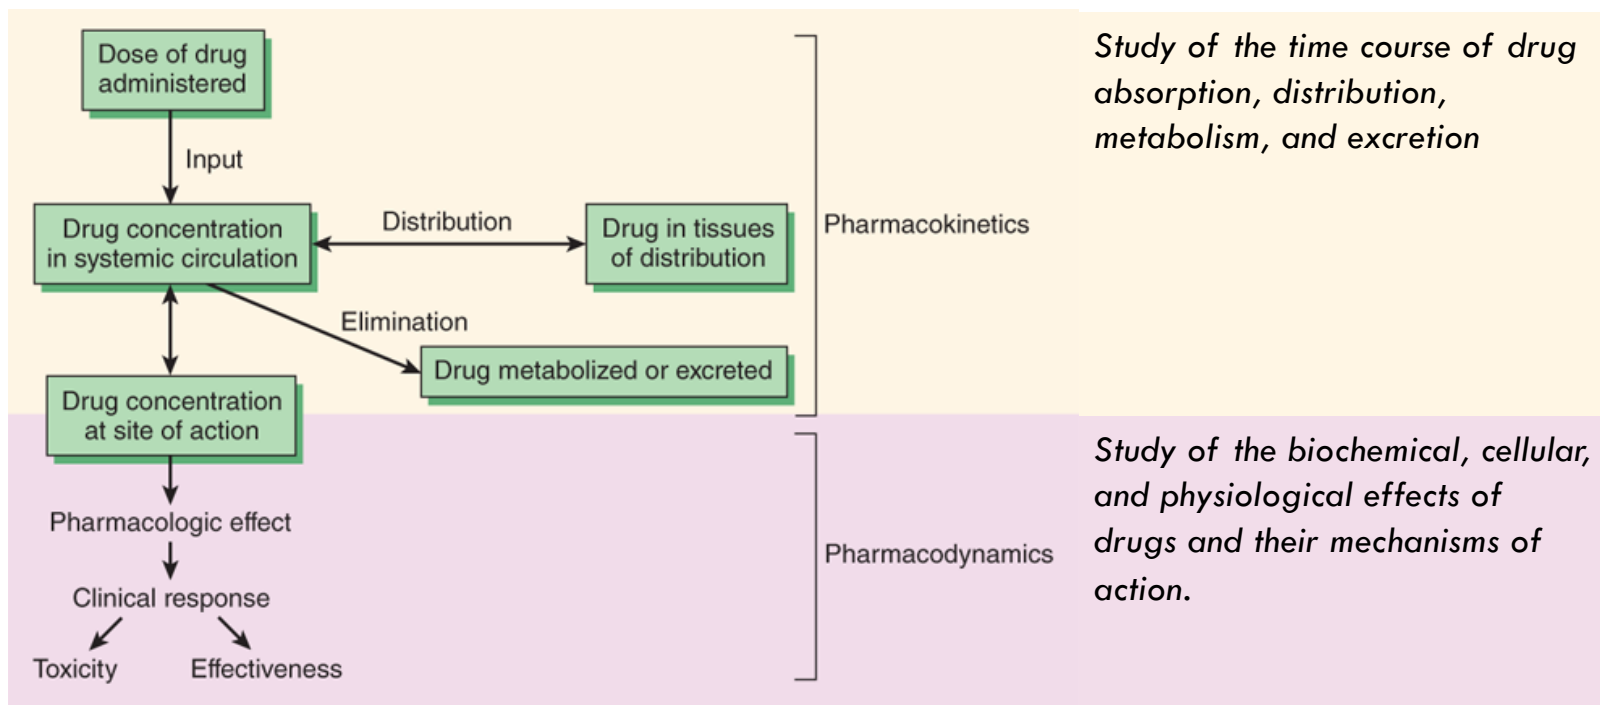 Dose of drug
administered
Input
Drug concentration
in systemic circulation
Distribution
Drug in tissues
of distribution
Elimination
Drug metabolized or excreted
Drug concentration
at site of action
Pharmacokinetics
Study of the time course of drug
absorption, distribution,
metabolism, and excretion
Pharmacologic effect
Clinical response
Toxicity
Effectiveness
Pharmacodynamics
Study of the biochemical, cellular,
and physiological effects of
drugs and their mechanisms of
action.